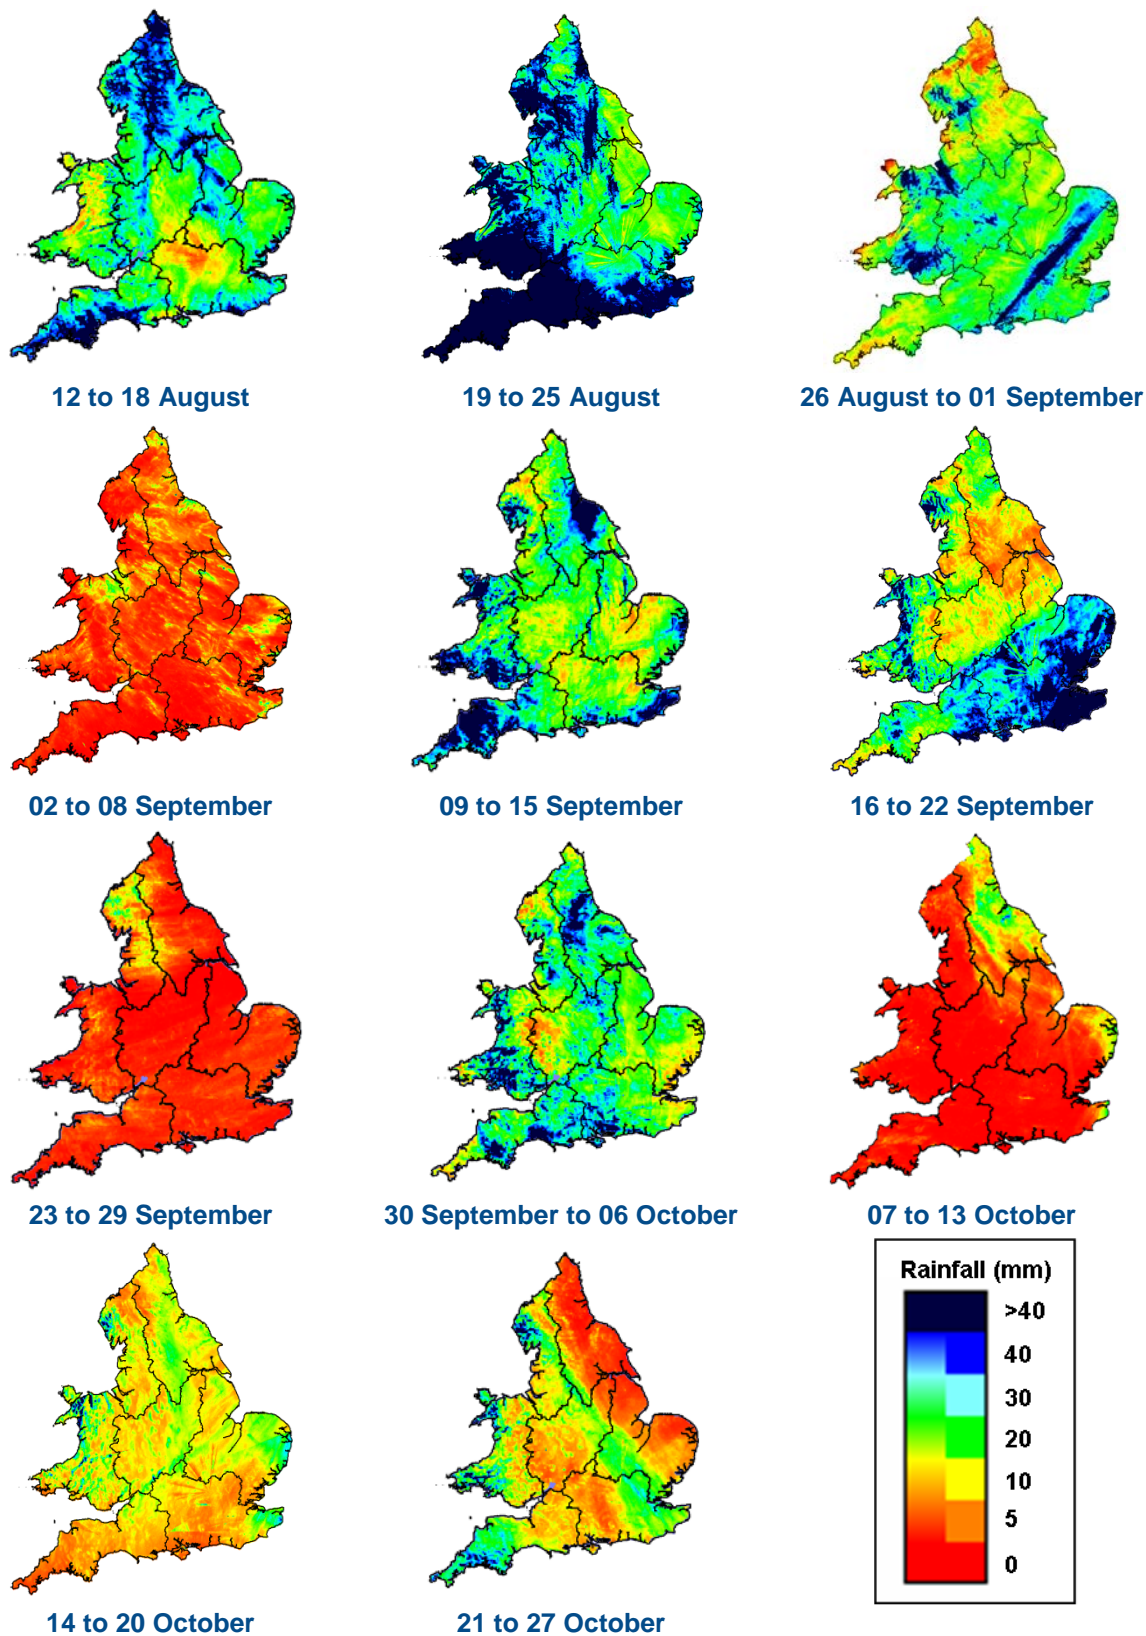 12 to 18 August
19 to 25 August
26 August to 01 September
02 to 08 September
09 to 15 September
16 to 22 September
23 to 29 September
30 September to 06 October
07 to 13 October
14 to 20 October
21 to 27 October
Rainfall (mm)
>40
40
30
20
10
5
0